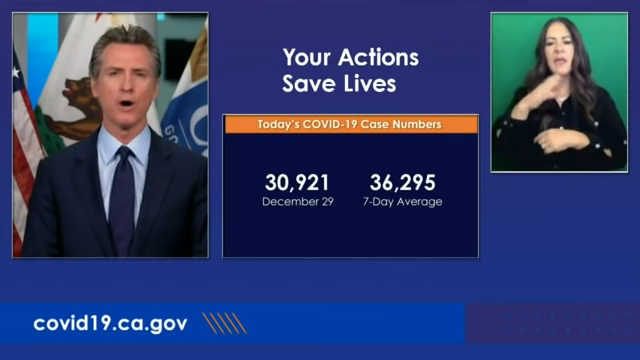 Your Actions
Save Lives
Today's COVID-19 Case Numbers
30,921 36,295
December 29 7-Day Average
covid19.ca.gov